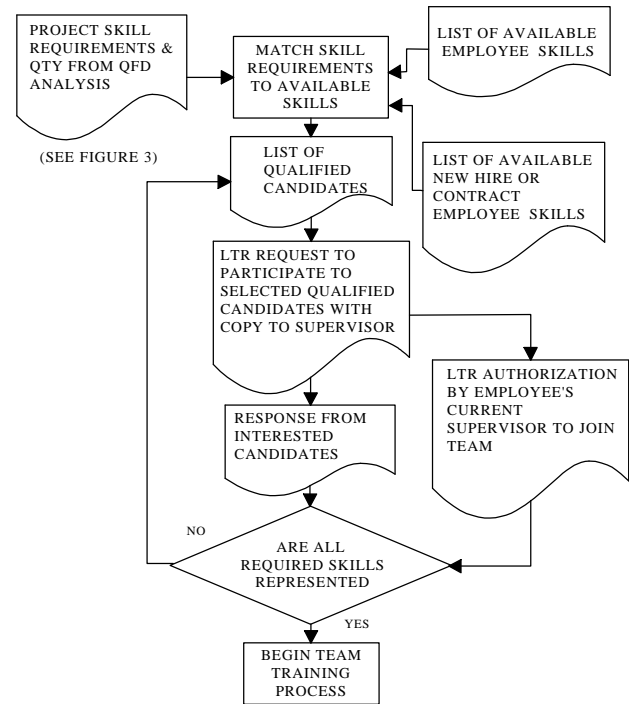 PROJECT SKILL
REQUIREMENTS &
QTY FROM QFD
ANALYSIS
(SEE FIGURE 3)
MATCH SKILL
REQUIREMENTS
TO AVAILABLE
SKILLS
LIST OF AVAILABLE
EMPLOYEE SKILLS
LIST OF
QUALIFIED
CANDIDATES
LIST OF AVAILABLE
NEW HIRE OR
CONTRACT
EMPLOYEE SKILLS
LTR REQUEST TO
PARTICIPATE TO
SELECTED QUALIFIED
CANDIDATES WITH
COPY TO SUPERVISOR
LTR AUTHORIZATION
BY EMPLOYEE'S
CURRENT
SUPERVISOR TO JOIN
TEAM
RESPONSE FROM
INTERESTED
CANDIDATES
NO
ARE ALL
REQUIRED SKILLS
REPRESENTED
YES
BEGIN TEAM
TRAINING
PROCESS